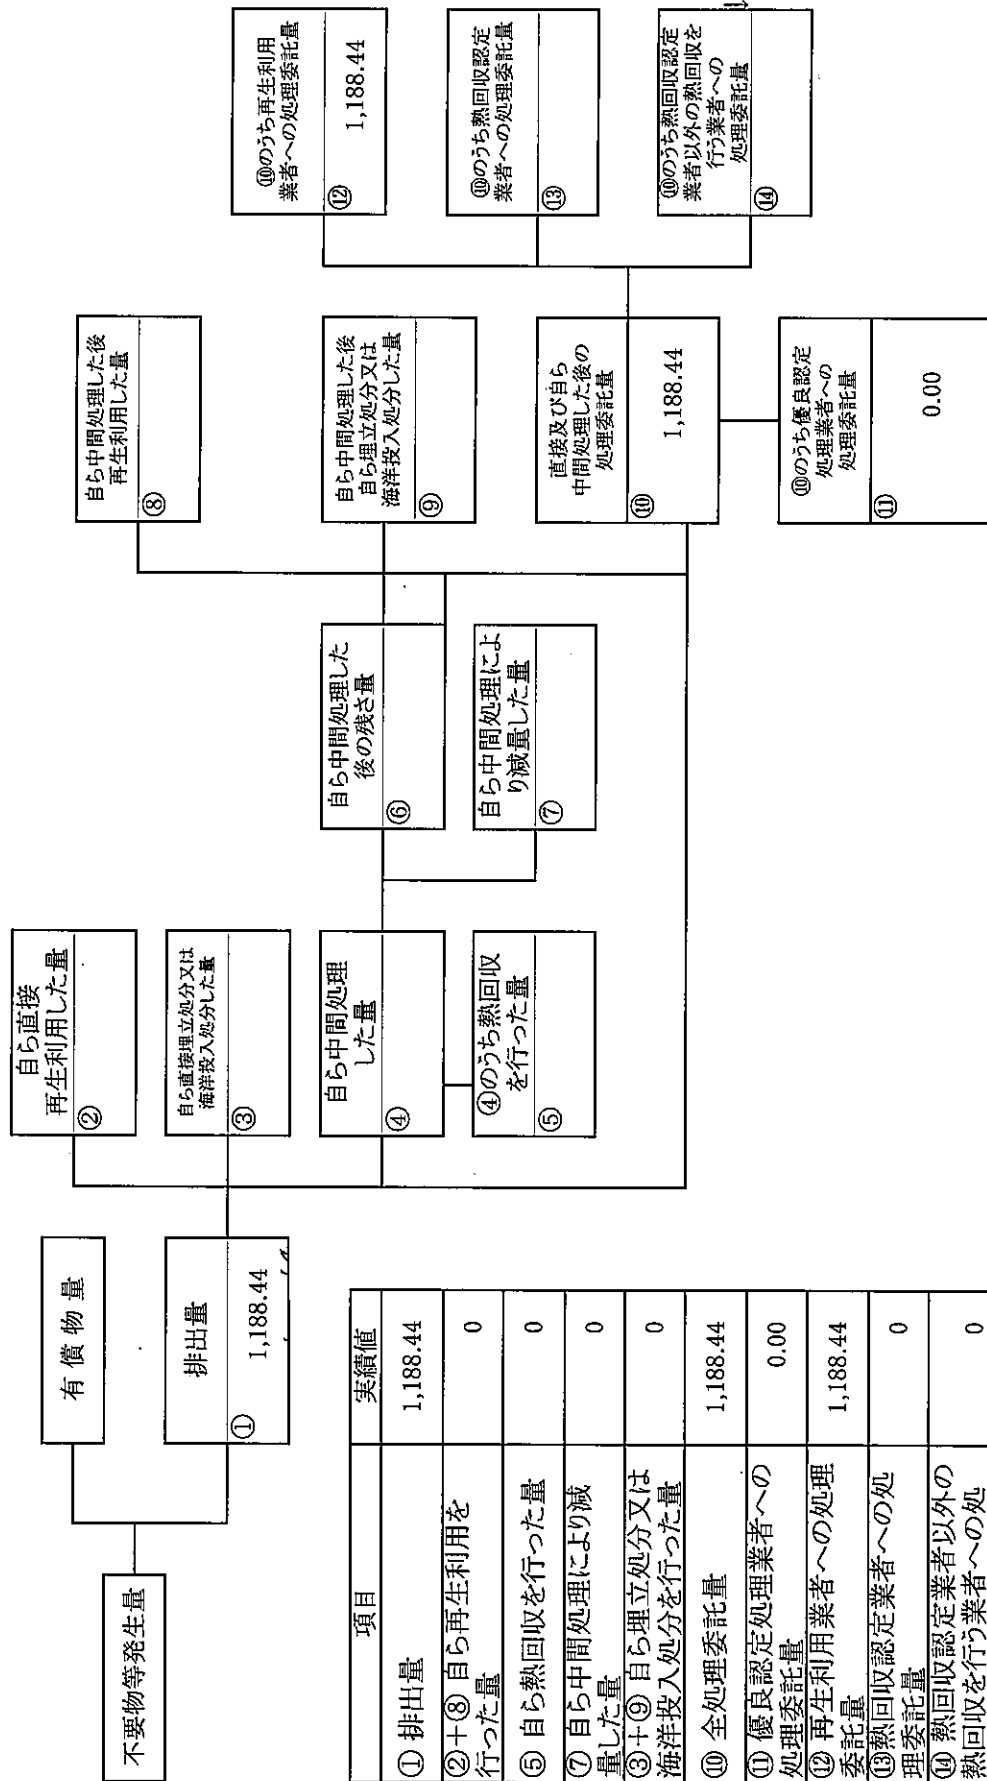 不要物等発生量
有償物量
排出量
①
1,188.44
自ら直接
再生利用した量
②
自ら直接埋立処分又は
海洋投入処分した量
③
自ら中間処理
した量
④
④のうち熱回収
を行った量
⑤
自ら中間処理した
後の残さ量
⑥
自ら中間処理によ
り減量した量
⑦
自ら中間処理した後
再生利用した量
⑧
自ら中間処理した後
自ら埋立処分又は
海洋投入処分した量
⑨
直接及び自ら
中間処理した後の
処理委託量
⑩
1,188.44
⑩のうち優良認定
処理業者への
処理委託量
⑪
0.00
⑩のうち再生利用
業者への処理委託量
⑫
1,188.44
⑩のうち熱回収認定
業者への処理委託量
⑬
⑩のうち熱回収認定
業者以外の熱回収を
行う業者への
処理委託量
⑭
項目 実績値
① 排出量 1,188.44
②+⑧ 自ら再生利用を
行った量 0
⑤ 自ら熱回収を行った量 0
⑦ 自ら中間処理により減
量した量 0
③+⑨ 自ら埋立処分又は
海洋投入処分を行った量 0
⑩ 全処理委託量 1,188.44
⑪ 優良認定処理業者への
処理委託量 0.00
⑫ 再生利用業者への処理
委託量 1,188.44
⑬熱回収認定業者への処
理委託量 0
⑭ 熱回収認定業者以外の
熱回収を行う業者への処 0